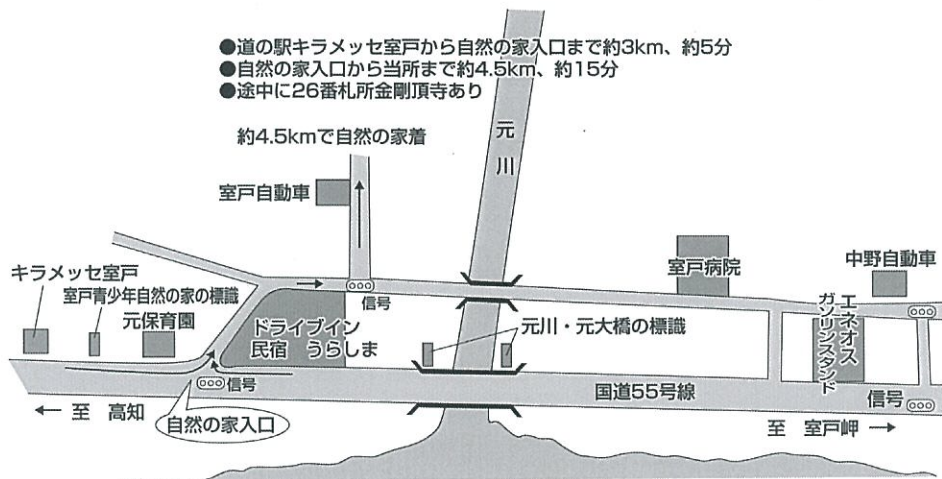 ●道の駅キラメッセ室戸から自然の家入口まで約3km、約5分
●自然の家入口から当所まで約4.5km、約15分
●途中に26番札所金剛頂寺あり
約4.5kmで自然の家着
元川
室戸自動車
キラメッセ室戸
室戸青少年自然の家の標識
元保育園
信号
ドライブイン
民宿 うらしま
元川・元大橋の標識
室戸病院
中野自動車
エネオス
ガソリンスタンド
信号
国道55号線
信号
← 至 高知
自然の家入口
至 室戸岬 →